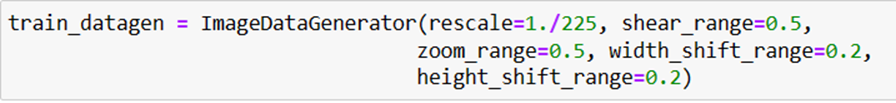 train_datagen = ImageDataGenerator(rescale=1./225, shear_range=0.5,
zoom_range=0.5, width_shift_range=0.2,
height_shift_range=0.2)